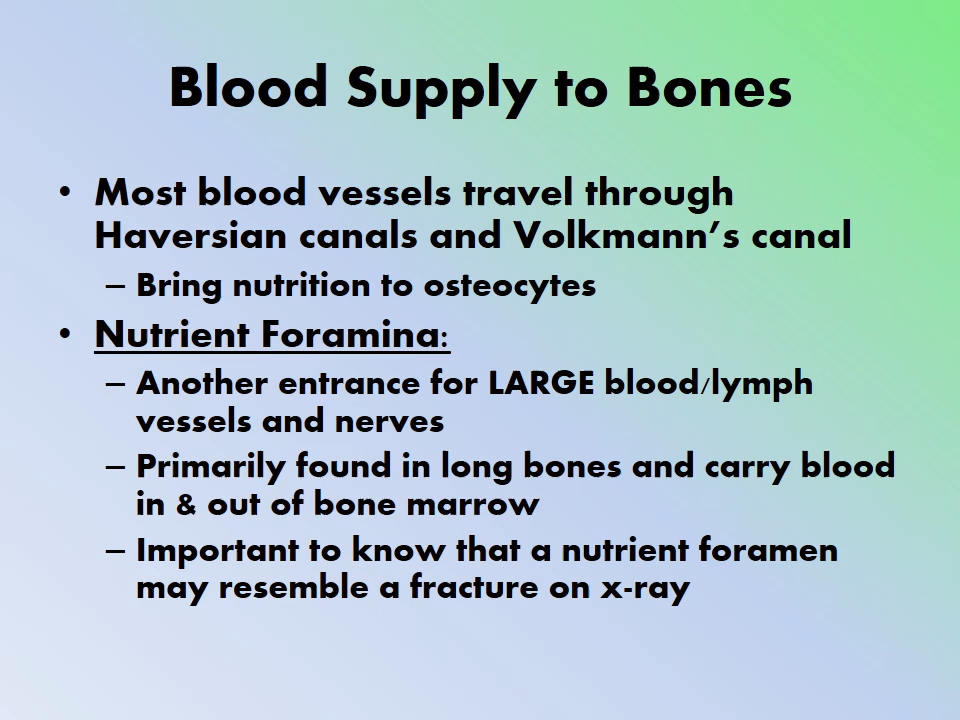 Blood Supply to Bones
• Most blood vessels travel through
Haversian canals and Volkmann’s canal
– Bring nutrition to osteocytes
• Nutrient Foramina:
– Another entrance for LARGE blood/lymph
vessels and nerves
– Primarily found in long bones and carry blood
in & out of bone marrow
– Important to know that a nutrient foramen
may resemble a fracture on x-ray